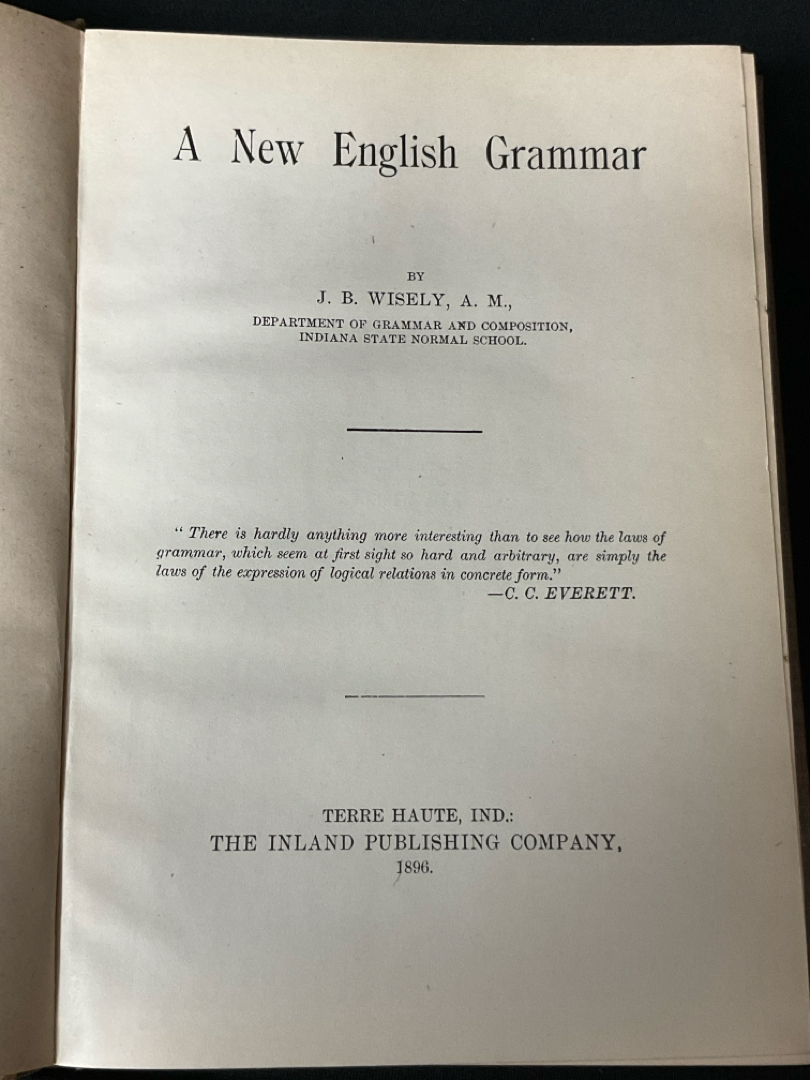 A New English Grammar
BY
J. B. WISELY, A. M.,
DEPARTMENT OF GRAMMAR AND COMPOSITION,
INDIANA STATE NORMAL SCHOOL.
“ There is hardly anything more interesting than to see how the laws of
grammar, which seem at first sight so hard and arbitrary, are simply the
laws of the expression of logical relations in concrete form.”
—C. C. EVERETT.
TERRE HAUTE, IND.:
THE INLAND PUBLISHING COMPANY,
1896.